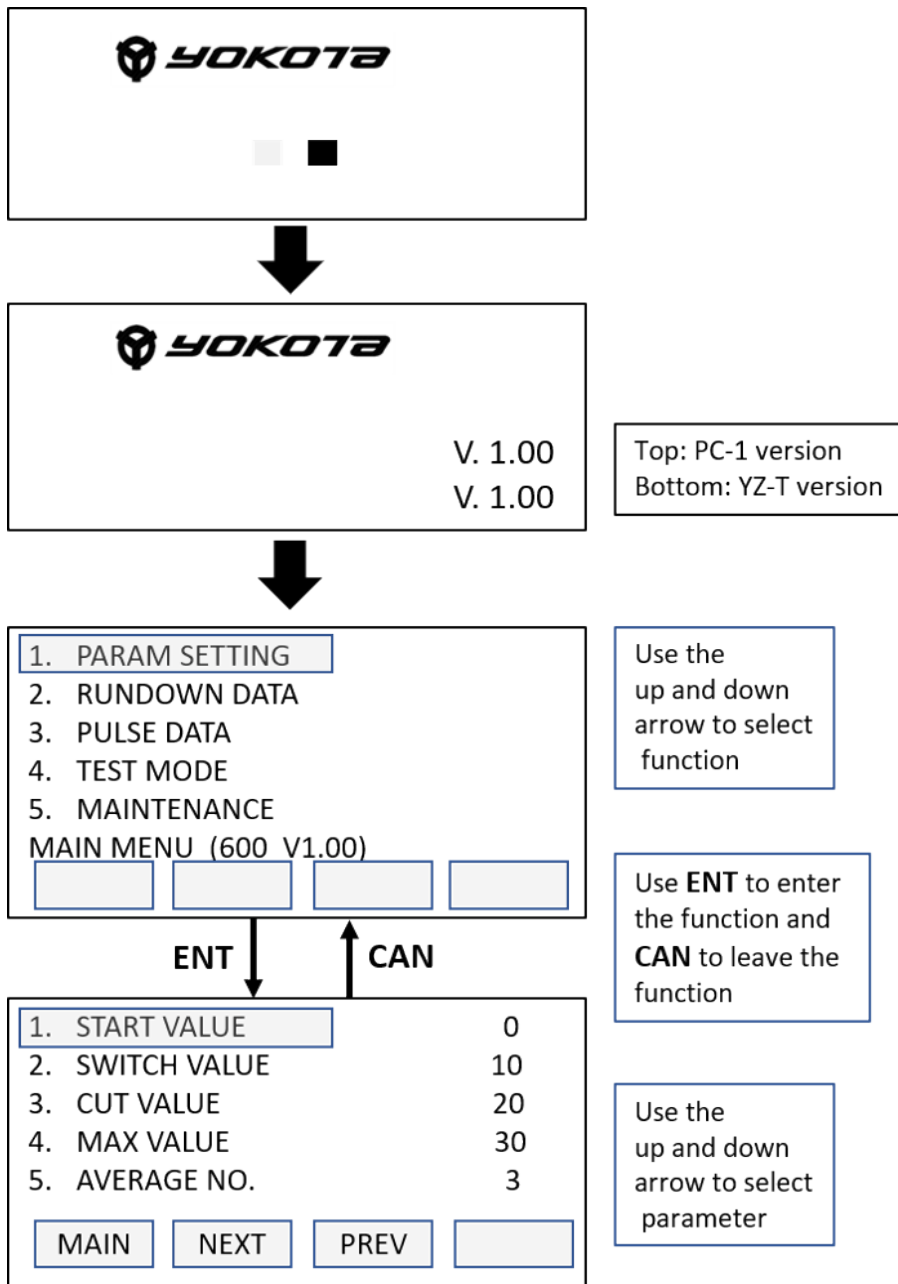 YOKOTA
YOKOTA
V. 1.00
V. 1.00
Top: PC-1 version
Bottom: YZ-T version
1. PARAM SETTING
2. RUNDOWN DATA
3. PULSE DATA
4. TEST MODE
5. MAINTENANCE
MAIN MENU (600 V1.00)
Use the
up and down
arrow to select
function
ENT
CAN
Use ENT to enter
the function and
CAN to leave the
function
1. START VALUE 0
2. SWITCH VALUE 10
3. CUT VALUE 20
4. MAX VALUE 30
5. AVERAGE NO. 3
MAIN NEXT PREV
Use the
up and down
arrow to select
parameter